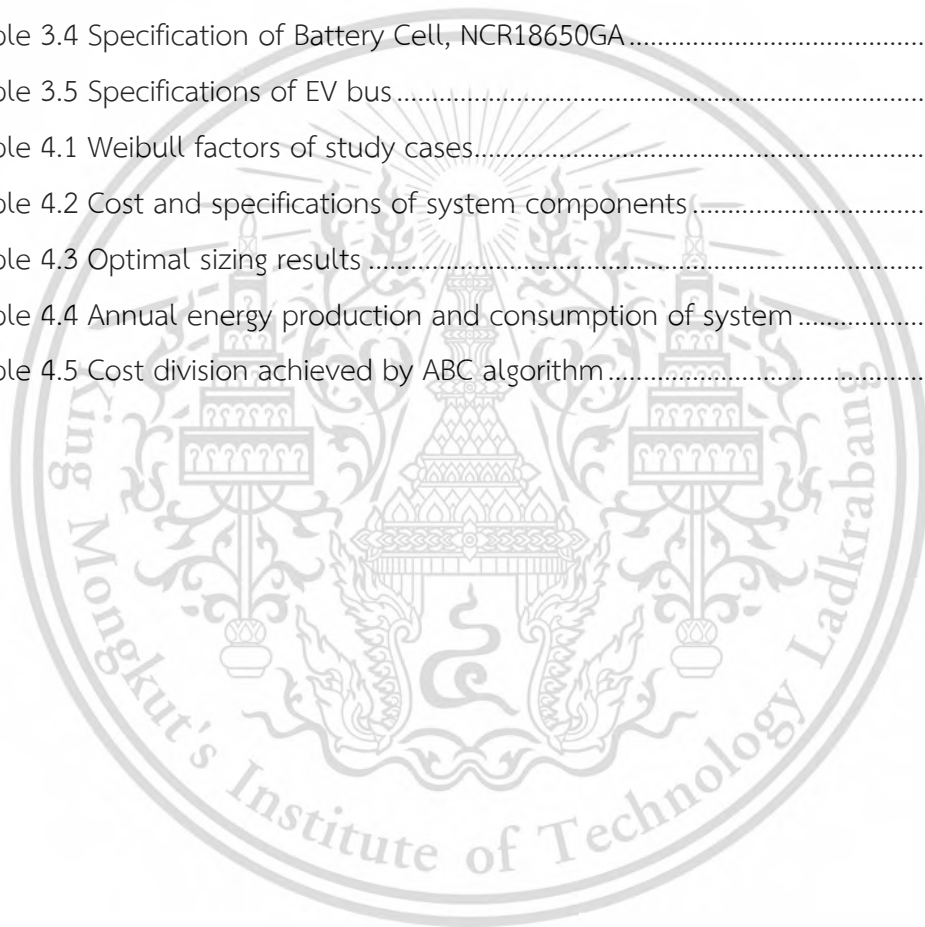 ble 3.4 Specification of Battery Cell, NCR18650GA
ble 3.5 Specifications of EV bus
ble 4.1 Weibull factors of study cases
ble 4.2 Cost and specifications of system components
ble 4.3 Optimal sizing results
ble 4.4 Annual energy production and consumption of system
ble 4.5 Cost division achieved by ABC algorithm
King Mongkut's Institute of Technology Ladkrabang